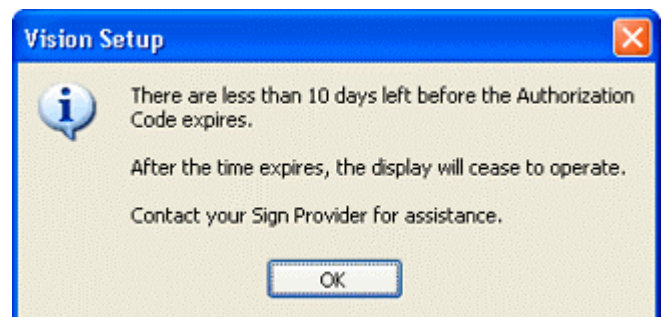 Vision Setup
There are less than 10 days left before the Authorization
Code expires.
After the time expires, the display will cease to operate.
Contact your Sign Provider for assistance.
OK